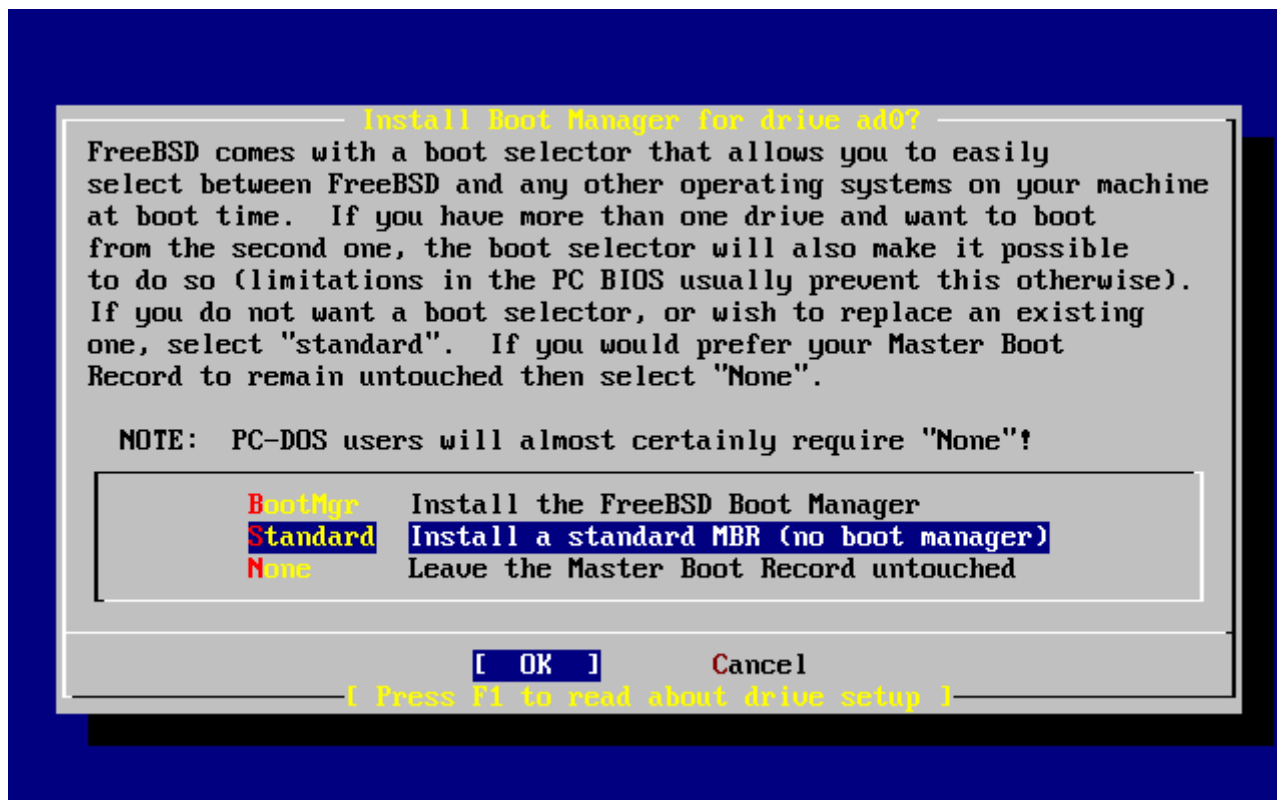 Install Boot Manager for drive ad0?
FreeBSD comes with a boot selector that allows you to easily
select between FreeBSD and any other operating systems on your machine
at boot time.  If you have more than one drive and want to boot
from the second one, the boot selector will also make it possible
to do so (limitations in the PC BIOS usually prevent this otherwise).
If you do not want a boot selector, or wish to replace an existing
one, select "standard".  If you would prefer your Master Boot
Record to remain untouched then select "None".
NOTE:  PC-DOS users will almost certainly require "None"!
BootMgr   Install the FreeBSD Boot Manager
Standard  Install a standard MBR (no boot manager)
None      Leave the Master Boot Record untouched
[  OK  ]       Cancel
[ Press F1 to read about drive setup ]